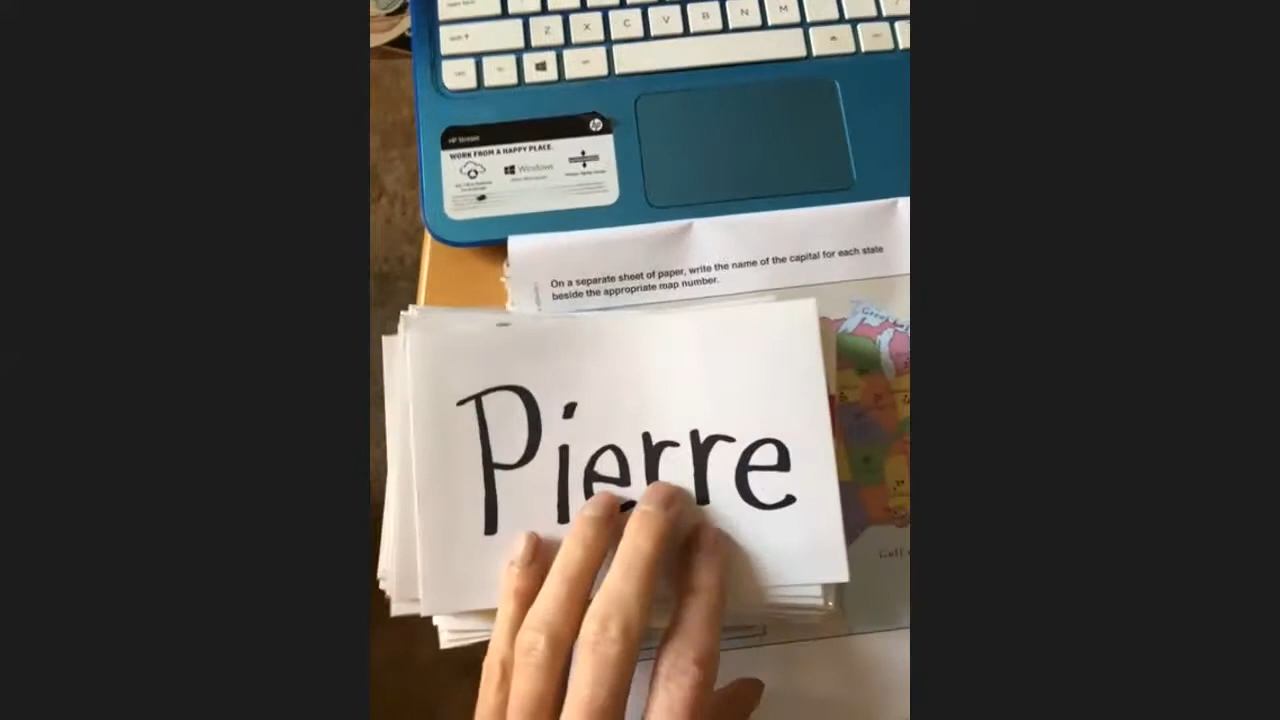 Z X C V B N M
HP Stream
WORK FROM A HAPPY PLACE.
Windows
On a separate sheet of paper, write the name of the capital for each state
beside the appropriate map number.
Pierre